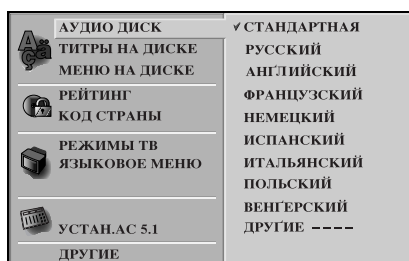 АУДИО ДИСК
ТИТРЫ НА ДИСКЕ
МЕНЮ НА ДИСКЕ
РЕЙТИНГ
КОД СТРАНЫ
РЕЖИМЫ ТВ
ЯЗЫКОВОЕ МЕНЮ
УСТАН.АС 5.1
ДРУГИЕ
СТАНДАРТНАЯ
РУССКИЙ
АНГЛИЙСКИЙ
ФРАНЦУЗСКИЙ
НЕМЕЦКИЙ
ИСПАНСКИЙ
ИТАЛЬЯНСКИЙ
ПОЛЬСКИЙ
ВЕНГЕРСКИЙ
ДРУГИЕ ----